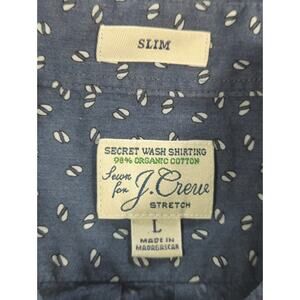 SLIM
SECRET WASH SHIRTING
98% ORGANIC COTTON
Sewn for J.Crew
STRETCH
L
MADE IN
MADAGASCAR